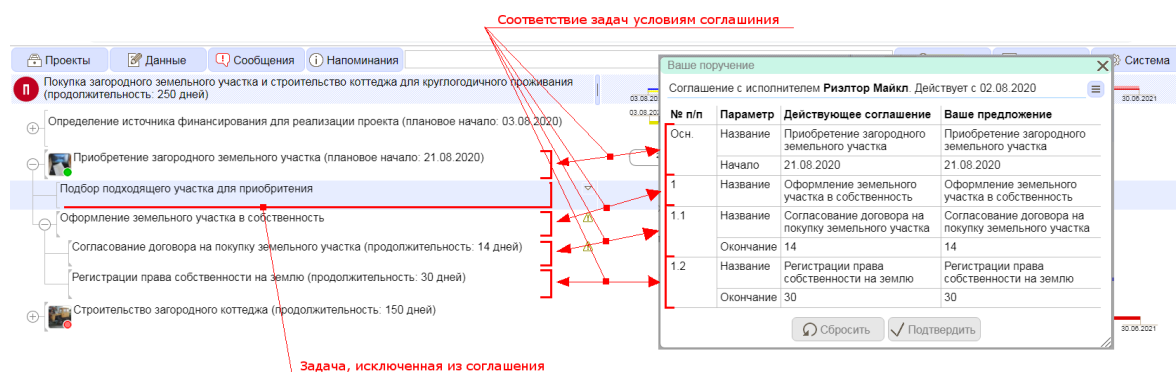 Соответствие задач условиям соглашиния
Проекты
Данные
Сообщения
Напоминания
Система
П
Покупка загородного земельного участка и строительство коттеджа для круглогодичного проживания
(продолжительность: 250 дней)
30.06.2021
Определение источника финансирования для реализации проекта (плановое начало: 03.08.2020)
Приобретение загородного земельного участка (плановое начало: 21.08.2020)
Подбор подходящего участка для приобритения
Оформление земельного участка в собственность
Согласование договора на покупку земельного участка (продолжительность: 14 дней)
Регистрации права собственности на землю (продолжительность: 30 дней)
Строительство загородного коттеджа (продолжительность: 150 дней)
30.06.2021
Ваше поручение
Соглашение с исполнителем Риэлтор Майкл. Действует с 02.08.2020
№ п/п Параметр Действующее соглашение Ваше предложение
Осн. Название Приобретение загородного Приобретение загородного
земельного участка земельного участка
Начало 21.08.2020 21.08.2020
1 Название Оформление земельного Оформление земельного
участка в собственность участка в собственность
1.1 Название Согласование договора на Согласование договора на
покупку земельного участка покупку земельного участка
Окончание 14 14
1.2 Название Регистрации права Регистрации права
собственности на землю собственности на землю
Окончание 30 30
Сбросить Подтвердить
Задача, исключенная из соглашения